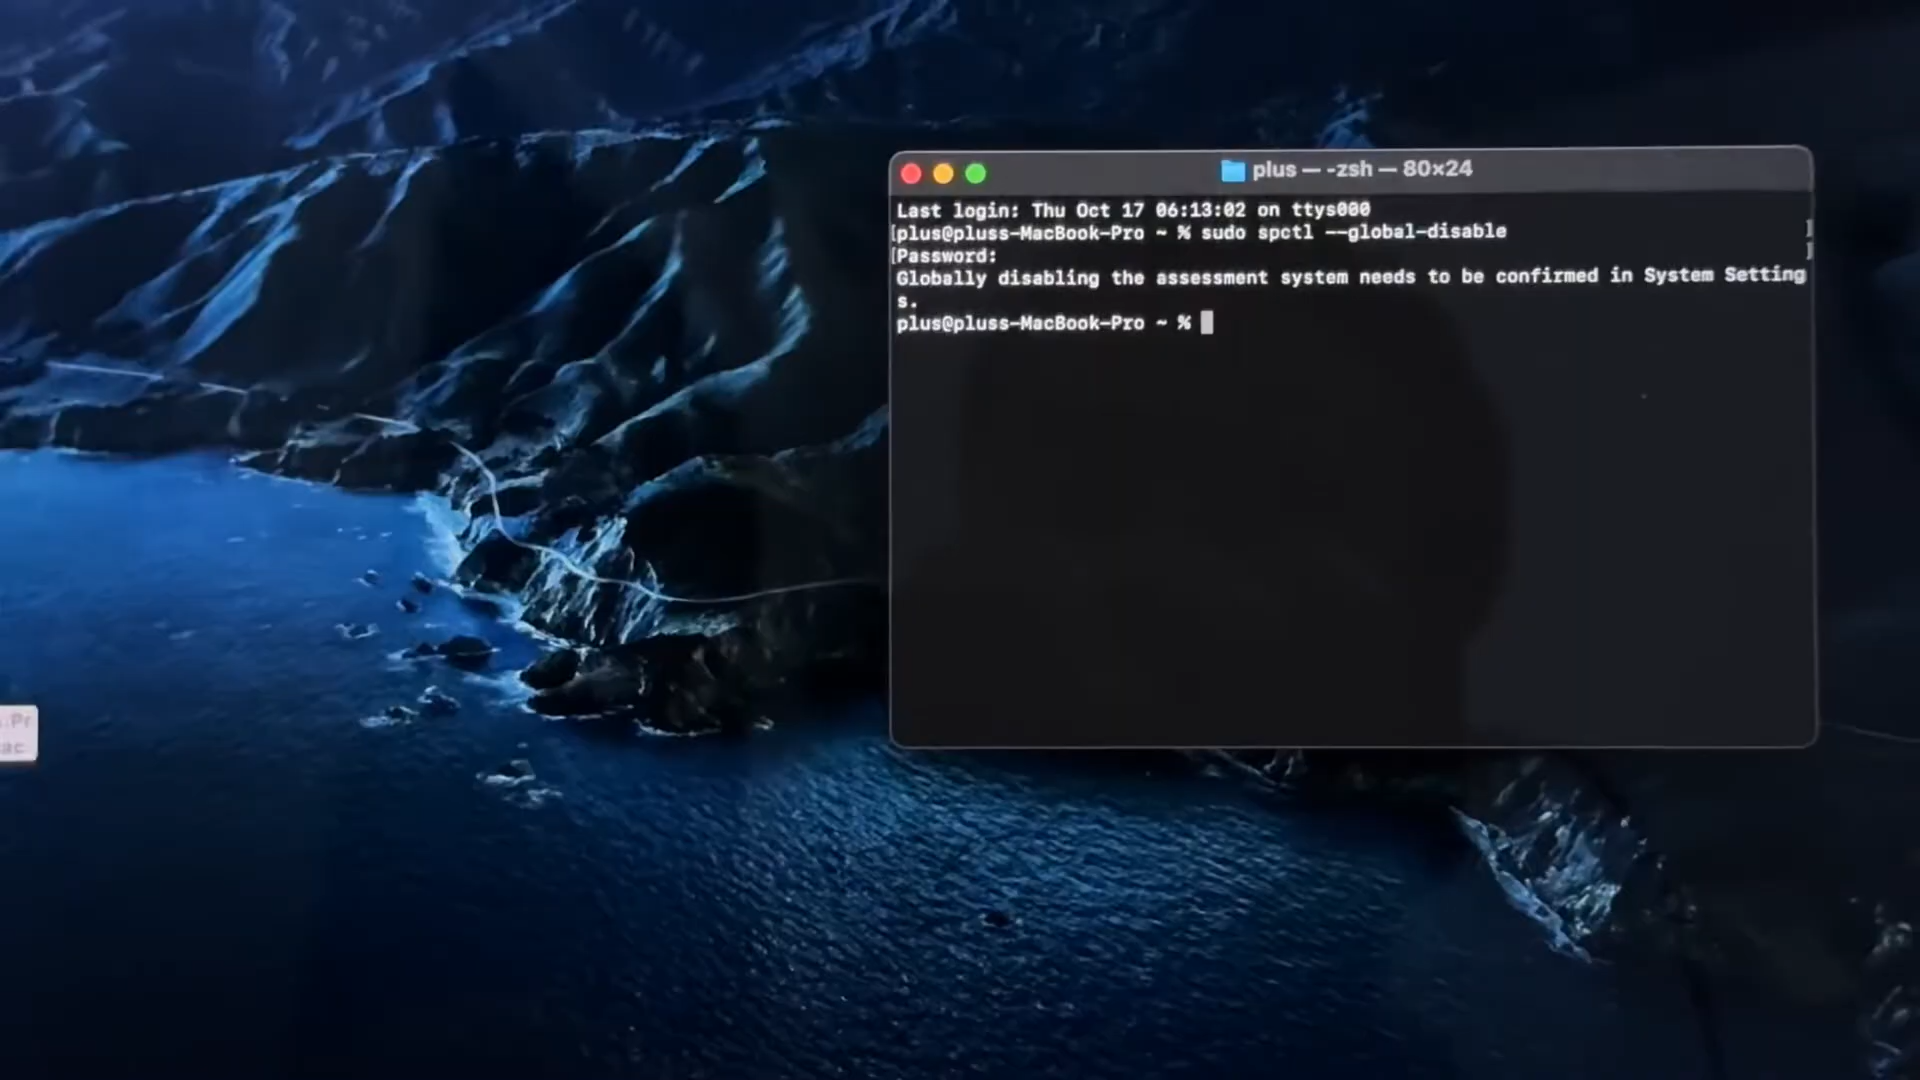 plus — -zsh — 80×24
Last login: Thu Oct 17 06:13:02 on ttys000
[plus@pluss-MacBook-Pro ~ % sudo spctl --global-disable ]
[Password: ]
Globally disabling the assessment system needs to be confirmed in System Setting
s.
plus@pluss-MacBook-Pro ~ %